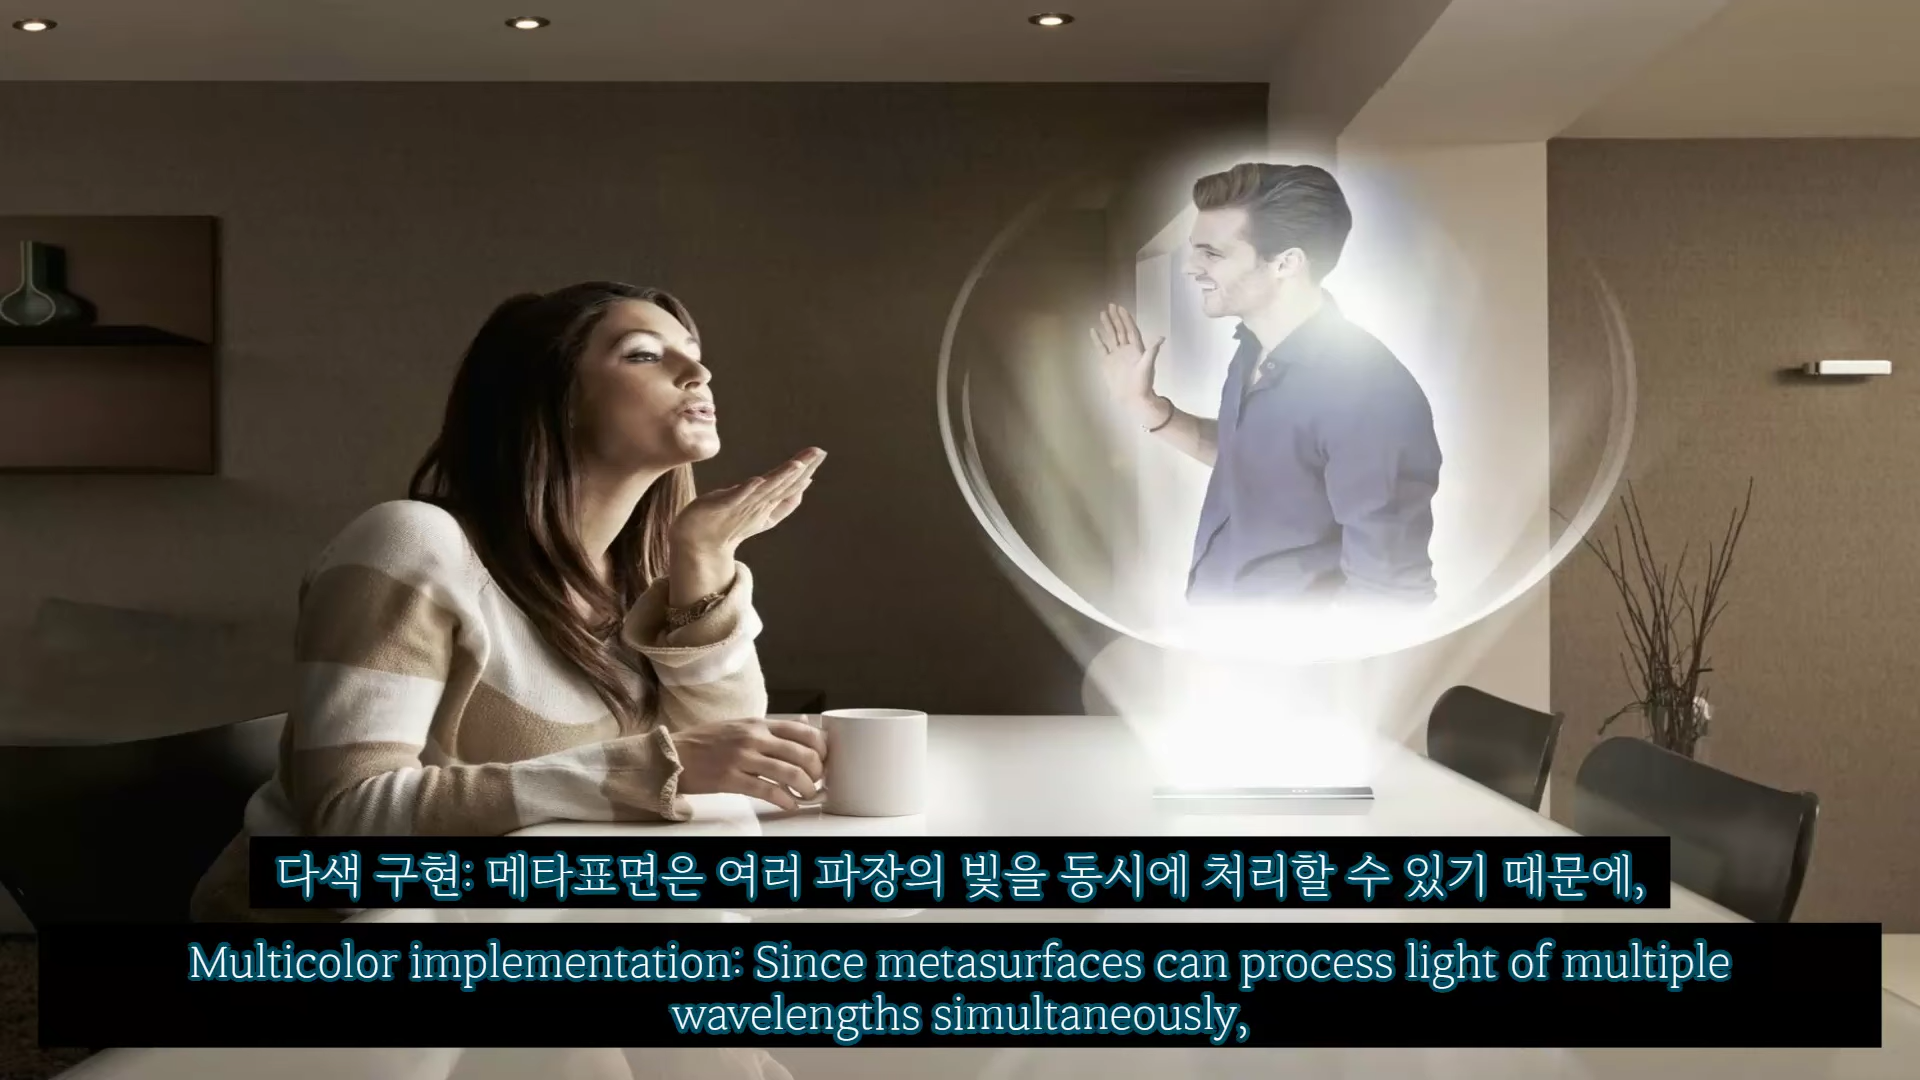 다색 구현: 메타표면은 여러 파장의 빛을 동시에 처리할 수 있기 때문에,
Multicolor implementation: Since metasurfaces can process light of multiple
wavelengths simultaneously,